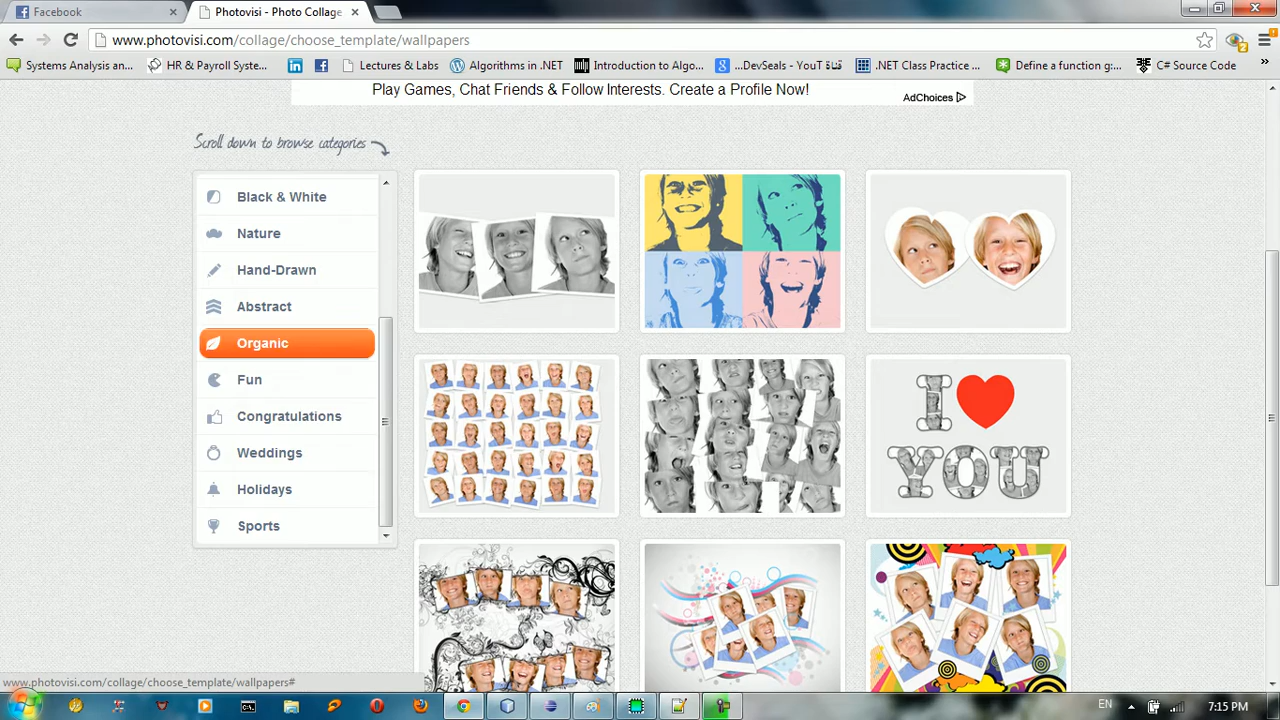 Facebook
Photovisi - Photo Collage
www.photovisi.com/collage/choose_template/wallpapers
Systems Analysis an...
HR & Payroll Syste...
Lectures & Labs
Algorithms in .NET
Introduction to Algo...
.NET Class Practice ...
Define a function g:...
C# Source Code
Play Games, Chat Friends & Follow Interests. Create a Profile Now!
AdChoices
Scroll down to browse categories
Black & White
Nature
Hand-Drawn
Abstract
Organic
Fun
Congratulations
Weddings
Holidays
Sports
I
YOU
www.photovisi.com/collage/choose_template/wallpapers#
EN
7:15 PM